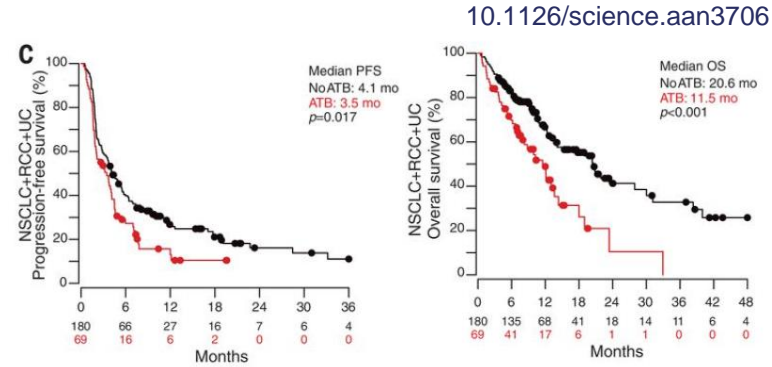 10.1126/science.aan3706
C
NSCLC+RCC+UC
Progression-free survival (%)
100
80
60
40
20
0
Median PFS
NoATB: 4.1 mo
ATB: 3.5 mo
p=0.017
0 6 12 18 24 30 36
180 66 27 16 7 6 4
69 16 6 2 0 0 0
Months
NSCLC+RCC+UC
Overall survival (%)
100
80
60
40
20
0
Median OS
NoATB: 20.6 mo
ATB: 11.5 mo
p<0.001
0 6 12 18 24 30 36 42 48
180 135 68 41 18 14 11 6 4
69 41 17 6 1 1 0 0 0
Months